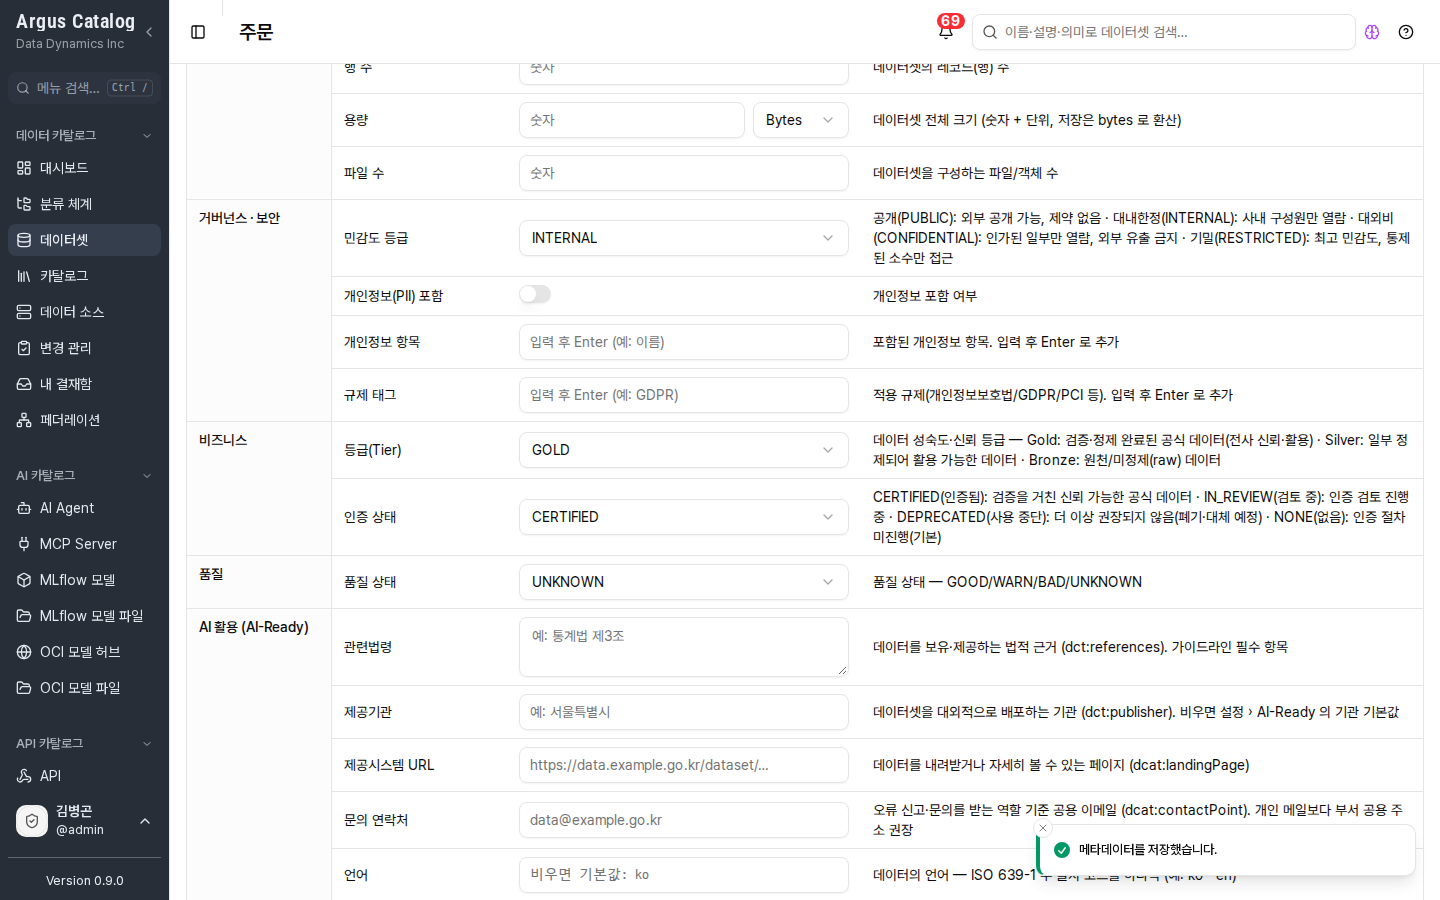 Argus Catalog
Data Dynamics Inc
메뉴 검색... Ctrl /
데이터 카탈로그
대시보드
분류 체계
데이터셋
카탈로그
데이터 소스
변경 관리
내 결재함
페더레이션
AI 카탈로그
AI Agent
MCP Server
MLflow 모델
MLflow 모델 파일
OCI 모델 허브
OCI 모델 파일
API 카탈로그
API
김병곤
@admin
Version 0.9.0
주문
69
이름·설명·의미로 데이터셋 검색...
행 수 숫자 데이터셋의 레코드(행) 수
용량 숫자 Bytes 데이터셋 전체 크기 (숫자 + 단위, 저장은 bytes 로 환산)
파일 수 숫자 데이터셋을 구성하는 파일/객체 수
거버넌스 · 보안
민감도 등급 INTERNAL
공개(PUBLIC): 외부 공개 가능, 제약 없음 · 대내한정(INTERNAL): 사내 구성원만 열람 · 대외비
(CONFIDENTIAL): 인가된 일부만 열람, 외부 유출 금지 · 기밀(RESTRICTED): 최고 민감도, 통제
된 소수만 접근
개인정보(PII) 포함 개인정보 포함 여부
개인정보 항목 입력 후 Enter (예: 이름) 포함된 개인정보 항목. 입력 후 Enter 로 추가
규제 태그 입력 후 Enter (예: GDPR) 적용 규제(개인정보보호법/GDPR/PCI 등). 입력 후 Enter 로 추가
비즈니스
등급(Tier) GOLD
데이터 성숙도·신뢰 등급 — Gold: 검증·정제 완료된 공식 데이터(전사 신뢰·활용) · Silver: 일부 정
제되어 활용 가능한 데이터 · Bronze: 원천/미정제(raw) 데이터
인증 상태 CERTIFIED
CERTIFIED(인증됨): 검증을 거친 신뢰 가능한 공식 데이터 · IN_REVIEW(검토 중): 인증 검토 진행
중 · DEPRECATED(사용 중단): 더 이상 권장되지 않음(폐기·대체 예정) · NONE(없음): 인증 절차
미진행(기본)
품질
품질 상태 UNKNOWN 품질 상태 — GOOD/WARN/BAD/UNKNOWN
AI 활용 (AI-Ready)
관련법령 예: 통계법 제3조 데이터를 보유·제공하는 법적 근거 (dct:references). 가이드라인 필수 항목
제공기관 예: 서울특별시 데이터셋을 대외적으로 배포하는 기관 (dct:publisher). 비우면 설정 › AI-Ready 의 기관 기본값
제공시스템 URL https://data.example.go.kr/dataset/... 데이터를 내려받거나 자세히 볼 수 있는 페이지 (dcat:landingPage)
문의 연락처 data@example.go.kr
오류 신고·문의를 받는 역할 기준 공용 이메일 (dcat:contactPoint). 개인 메일보다 부서 공용 주
소 권장
언어 비우면 기본값: ko 데이터의 언어 — ISO 639-1
메타데이터를 저장했습니다.